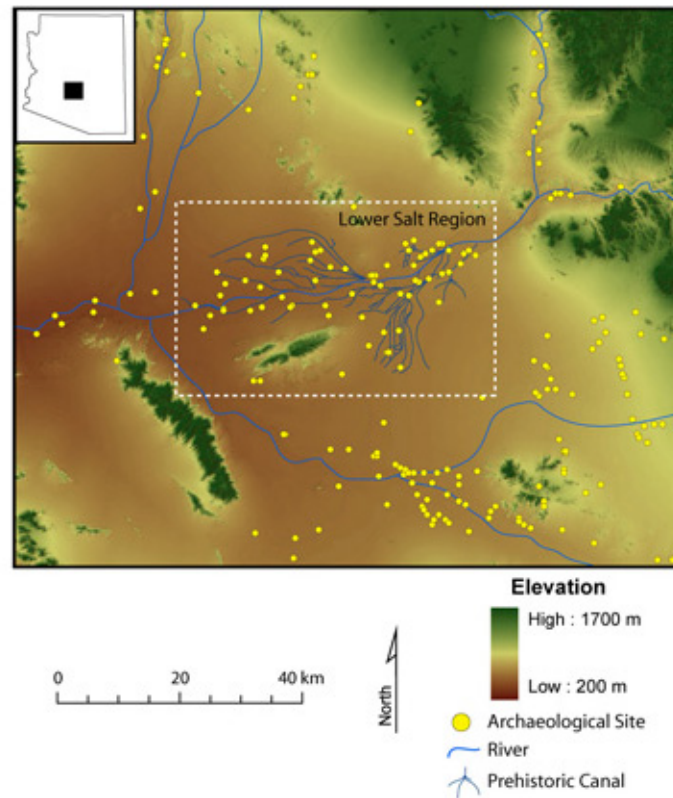 Lower Salt Region
Elevation
High : 1700 m
Low : 200 m
0 20 40 km
North
Archaeological Site
River
Prehistoric Canal